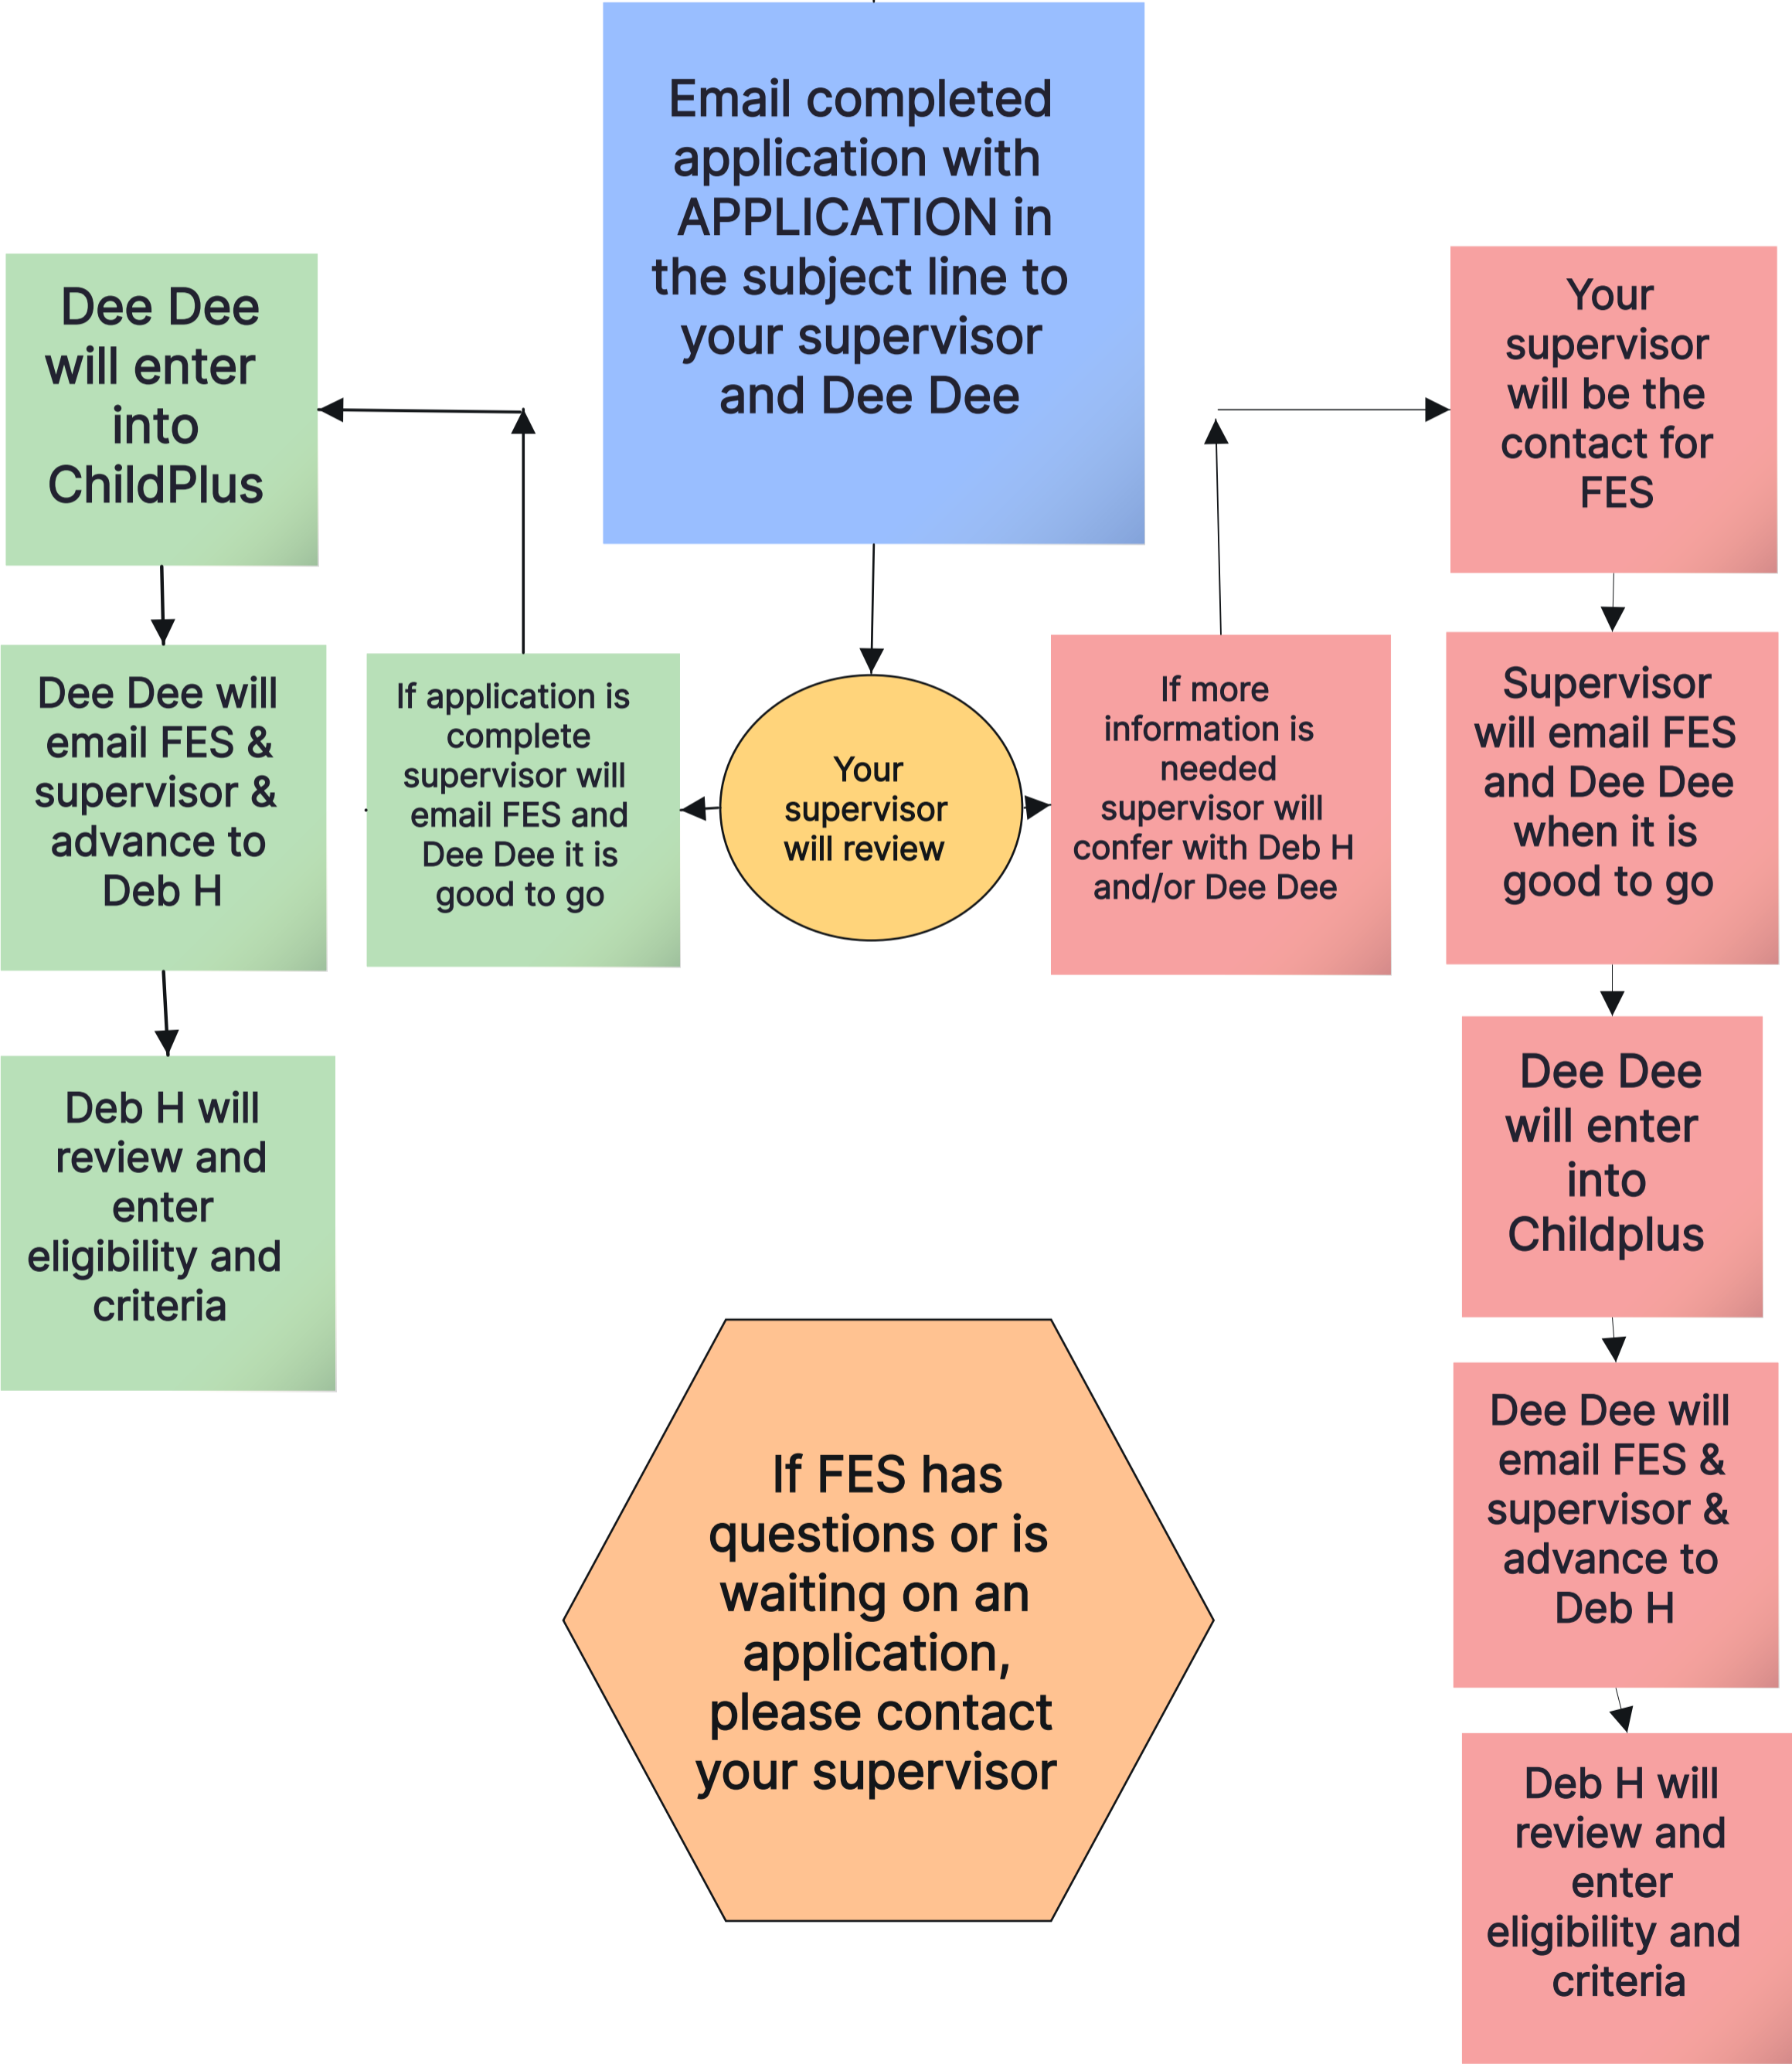 Email completed
application with
APPLICATION in
the subject line to
your supervisor
and Dee Dee
Dee Dee
will enter
into
ChildPlus
Your
supervisor
will be the
contact for
FES
Dee Dee will
email FES &
supervisor &
advance to
Deb H
If application is
complete
supervisor will
email FES and
Dee Dee it is
good to go
Your
supervisor
will review
If more
information is
needed
supervisor will
confer with Deb H
and/or Dee Dee
Supervisor
will email FES
and Dee Dee
when it is
good to go
Deb H will
review and
enter
eligibility and
criteria
Dee Dee
will enter
into
Childplus
If FES has
questions or is
waiting on an
application,
please contact
your supervisor
Dee Dee will
email FES &
supervisor &
advance to
Deb H
Deb H will
review and
enter
eligibility and
criteria